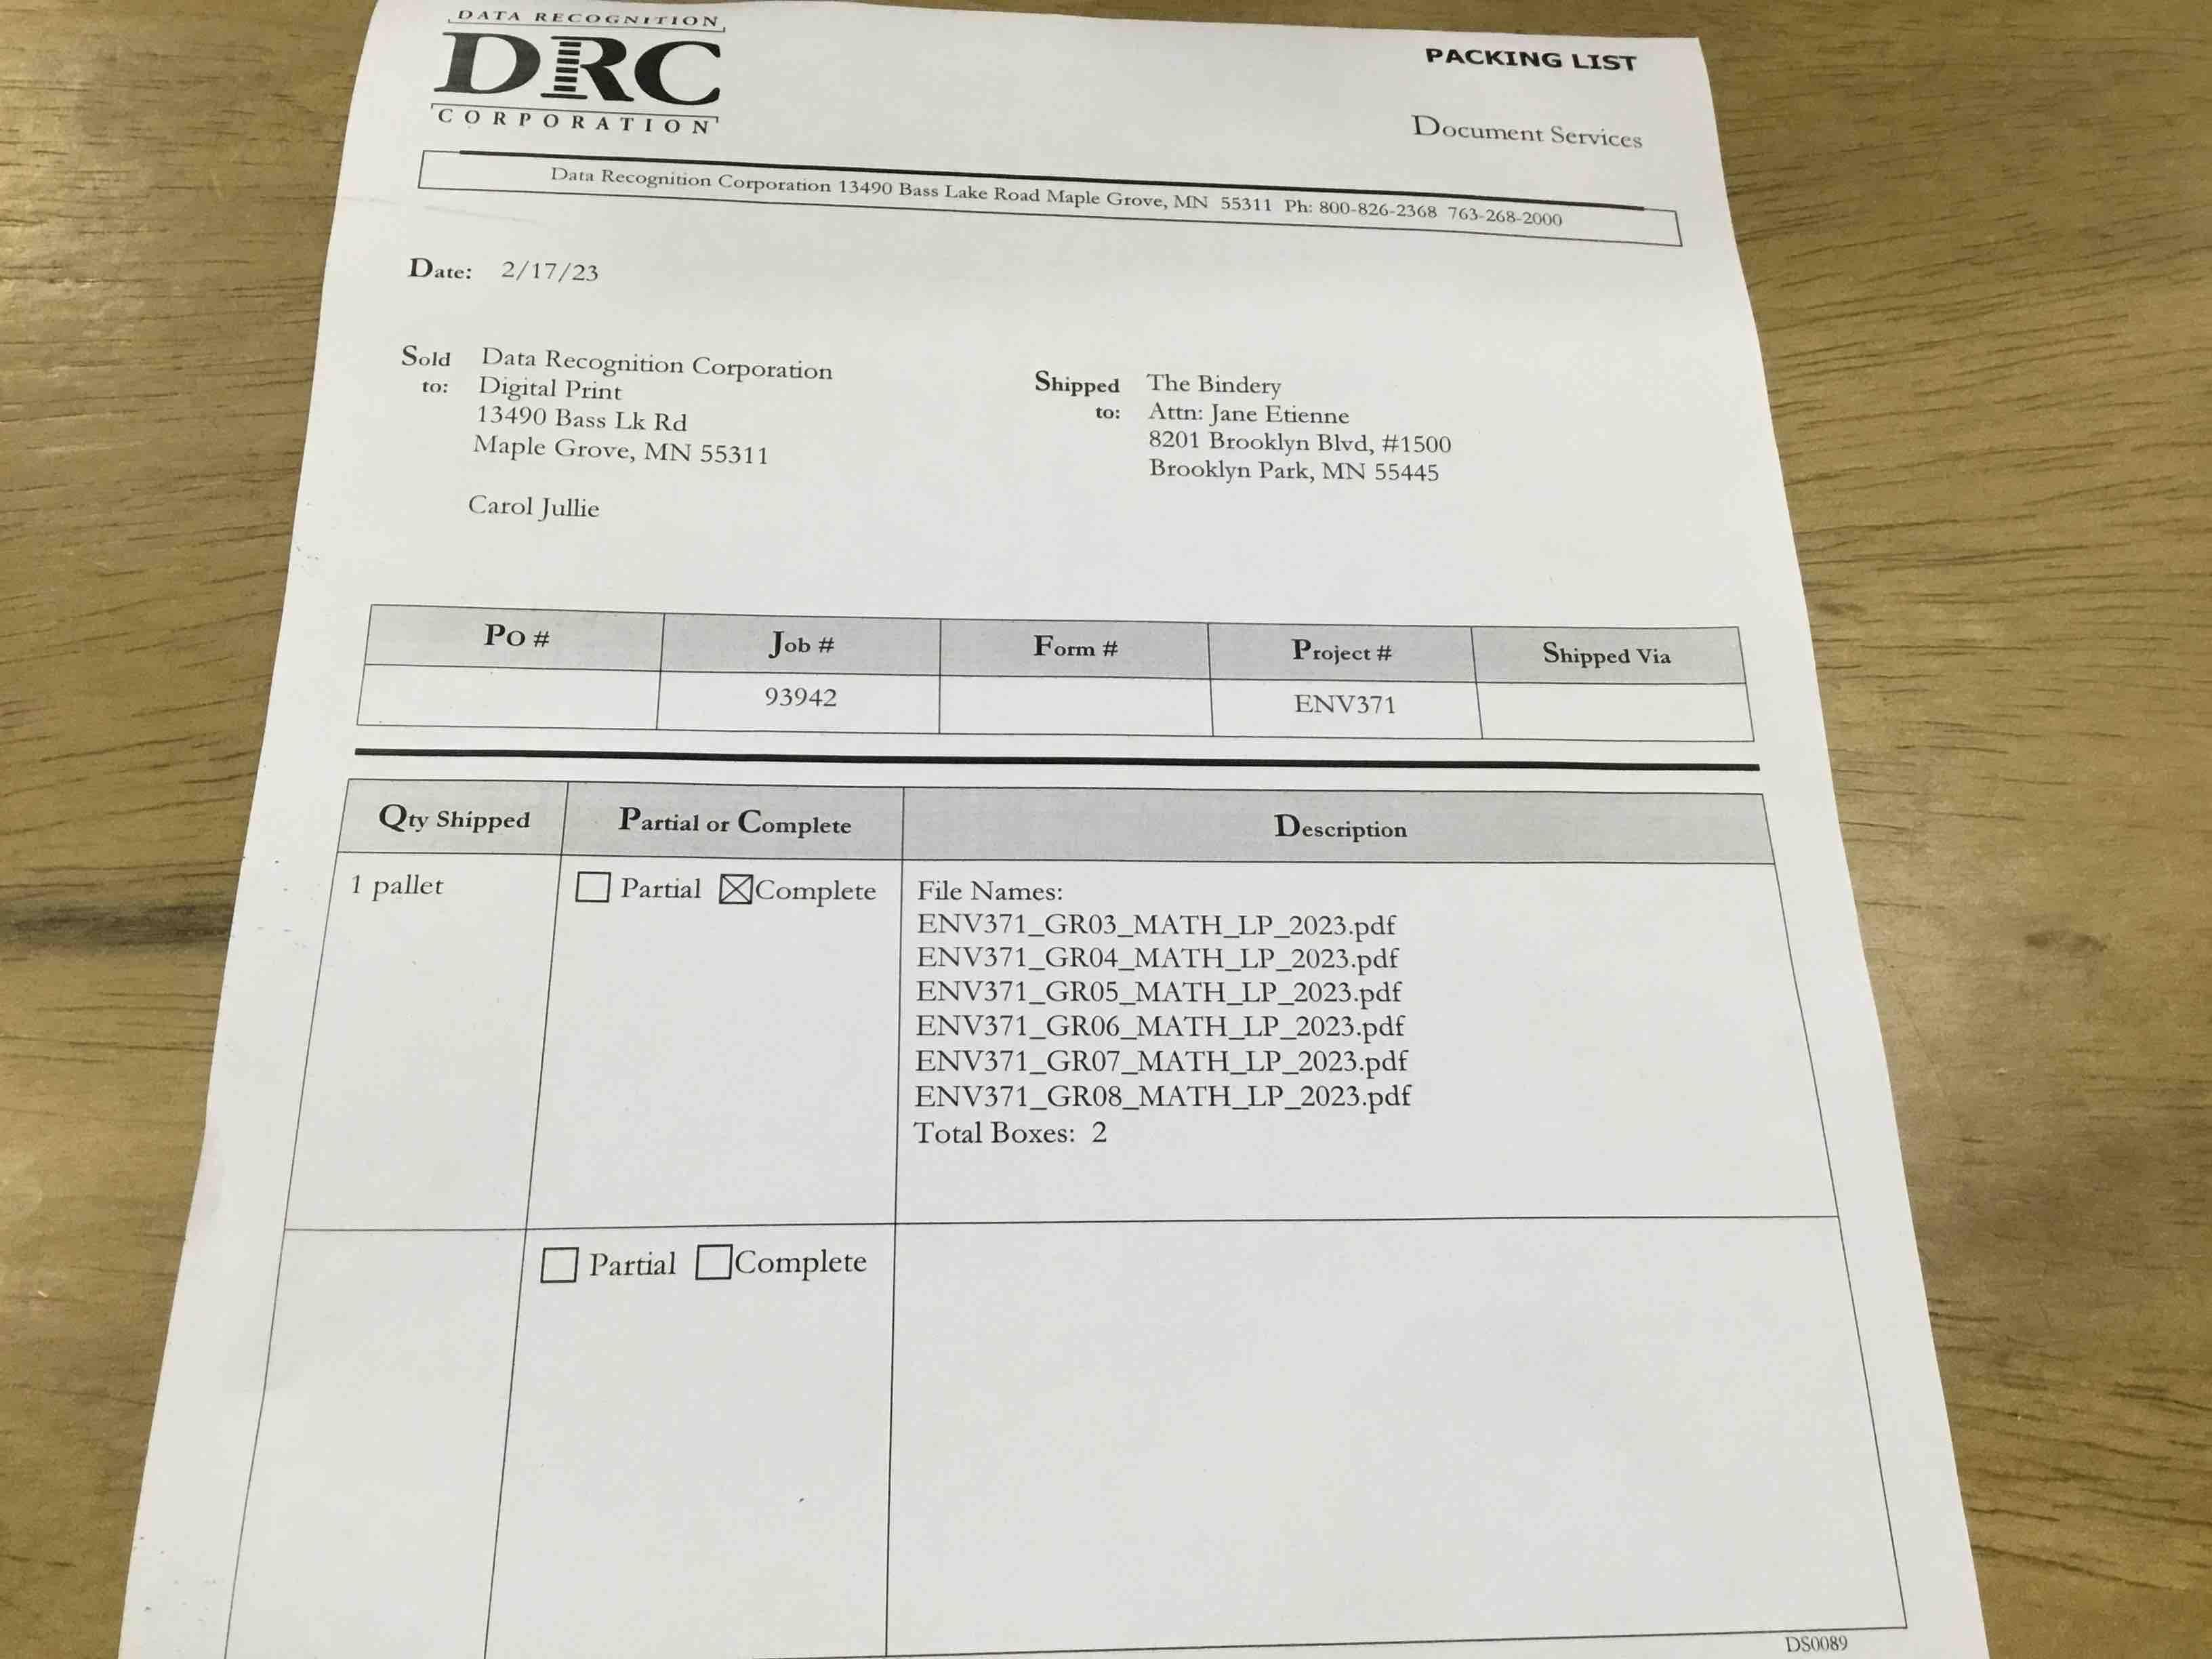 DATA RECOGNITION
DRC
CORPORATION
PACKING LIST
Document Services
Data Recognition Corporation 13490 Bass Lake Road Maple Grove, MN 55311 Ph: 800-826-2368 763-268-2000
Date: 2/17/23
Sold to:
Data Recognition Corporation
Digital Print
13490 Bass Lk Rd
Maple Grove, MN 55311
Carol Jullie
Shipped to:
The Bindery
Attn: Jane Etienne
8201 Brooklyn Blvd, #1500
Brooklyn Park, MN 55445
Po # Job # Form # Project # Shipped Via
93942 ENV371
Qty Shipped Partial or Complete Description
1 pallet ☐ Partial ☒ Complete File Names:
ENV371_GR03_MATH_LP_2023.pdf
ENV371_GR04_MATH_LP_2023.pdf
ENV371_GR05_MATH_LP_2023.pdf
ENV371_GR06_MATH_LP_2023.pdf
ENV371_GR07_MATH_LP_2023.pdf
ENV371_GR08_MATH_LP_2023.pdf
Total Boxes: 2
☐ Partial ☐ Complete
DS0089